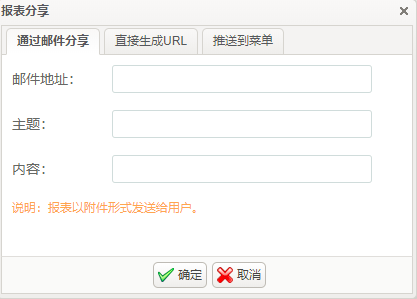 报表分享
通过邮件分享 直接生成URL 推送到菜单
邮件地址：
主题：
内容：
说明：报表以附件形式发送给用户。
确定 取消